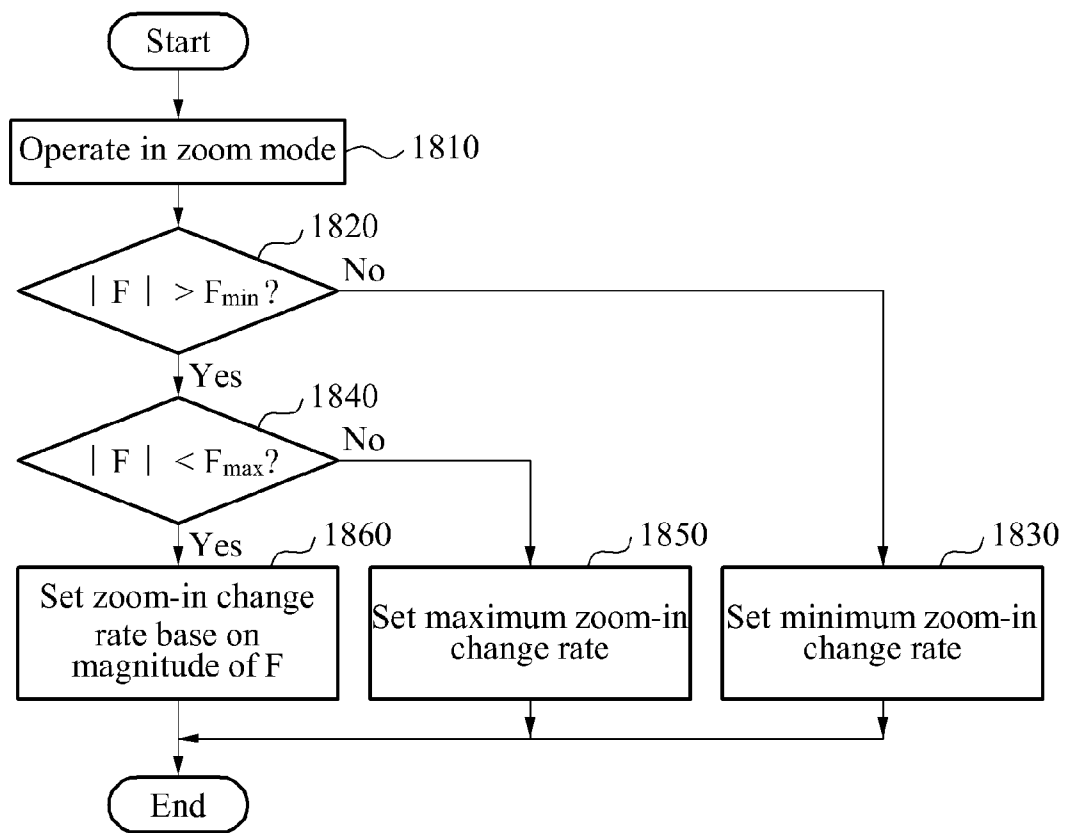 Start
Operate in zoom mode
1810
1820
| F | > Fmin?
No
Yes
1840
| F | < Fmax?
No
Yes
1860
Set zoom-in change
rate base on
magnitude of F
1850
Set maximum zoom-in
change rate
1830
Set minimum zoom-in
change rate
End